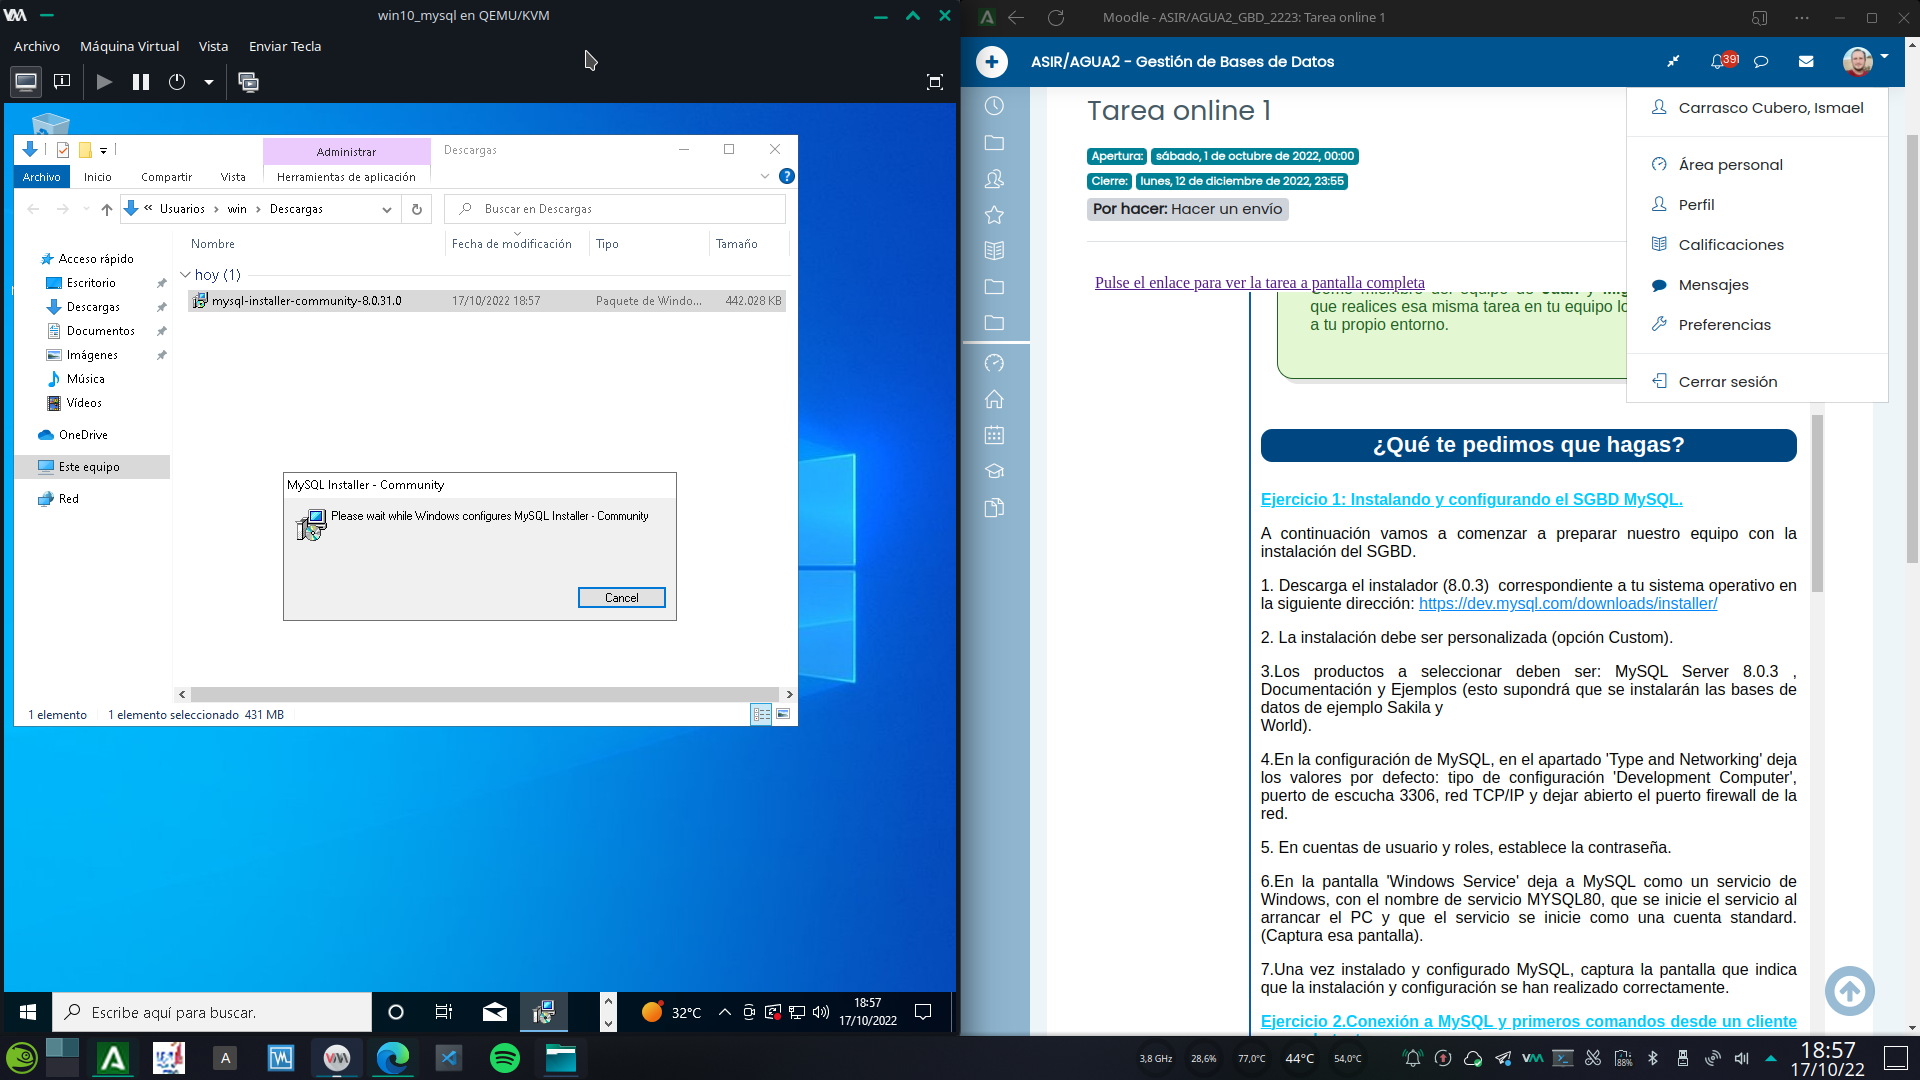 win10_mysql en QEMU/KVM
Archivo Máquina Virtual Vista Enviar Tecla
Administrar
Descargas
Archivo Inicio Compartir Vista Herramientas de aplicación
« Usuarios › win › Descargas
Buscar en Descargas
Nombre Fecha de modificación Tipo Tamaño
hoy (1)
mysql-installer-community-8.0.31.0 17/10/2022 18:57 Paquete de Windo... 442.028 KB
Acceso rápido
Escritorio
Descargas
Documentos
Imágenes
Música
Vídeos
OneDrive
Este equipo
Red
MySQL Installer - Community
Please wait while Windows configures MySQL Installer - Community
Cancel
1 elemento 1 elemento seleccionado 431 MB
Escribe aquí para buscar.
32°C
18:57
17/10/2022
Moodle - ASIR/AGUA2_GBD_2223: Tarea online 1
ASIR/AGUA2 - Gestión de Bases de Datos
391
Tarea online 1
Apertura: sábado, 1 de octubre de 2022, 00:00
Cierre: lunes, 12 de diciembre de 2022, 23:55
Por hacer: Hacer un envío
Carrasco Cubero, Ismael
Área personal
Perfil
Calificaciones
Mensajes
Preferencias
Cerrar sesión
Pulse el enlace para ver la tarea a pantalla completa
que realices esa misma tarea en tu equipo lo
a tu propio entorno.
¿Qué te pedimos que hagas?
Ejercicio 1: Instalando y configurando el SGBD MySQL.
A continuación vamos a comenzar a preparar nuestro equipo con la
instalación del SGBD.
1. Descarga el instalador (8.0.3) correspondiente a tu sistema operativo en
la siguiente dirección: https://dev.mysql.com/downloads/installer/
2. La instalación debe ser personalizada (opción Custom).
3.Los productos a seleccionar deben ser: MySQL Server 8.0.3 ,
Documentación y Ejemplos (esto supondrá que se instalarán las bases de
datos de ejemplo Sakila y
World).
4.En la configuración de MySQL, en el apartado 'Type and Networking' deja
los valores por defecto: tipo de configuración 'Development Computer',
puerto de escucha 3306, red TCP/IP y dejar abierto el puerto firewall de la
red.
5. En cuentas de usuario y roles, establece la contraseña.
6.En la pantalla 'Windows Service' deja a MySQL como un servicio de
Windows, con el nombre de servicio MYSQL80, que se inicie el servicio al
arrancar el PC y que el servicio se inicie como una cuenta standard.
(Captura esa pantalla).
7.Una vez instalado y configurado MySQL, captura la pantalla que indica
que la instalación y configuración se han realizado correctamente.
Ejercicio 2.Conexión a MySQL y primeros comandos desde un cliente
3,8 GHz 28,6% 77,0°C 44°C 54,0°C
88%
18:57
17/10/22